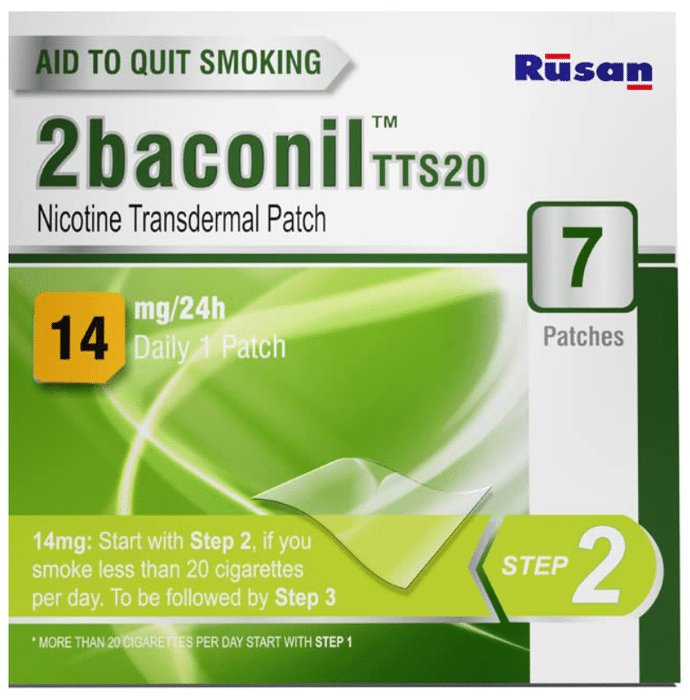 AID TO QUIT SMOKING
Rūsan
2baconil™ TTS20
Nicotine Transdermal Patch
7
Patches
14 mg/24h
Daily 1 Patch
14mg: Start with Step 2, if you
smoke less than 20 cigarettes
per day. To be followed by Step 3
STEP 2
* MORE THAN 20 CIGARETTES PER DAY START WITH STEP 1